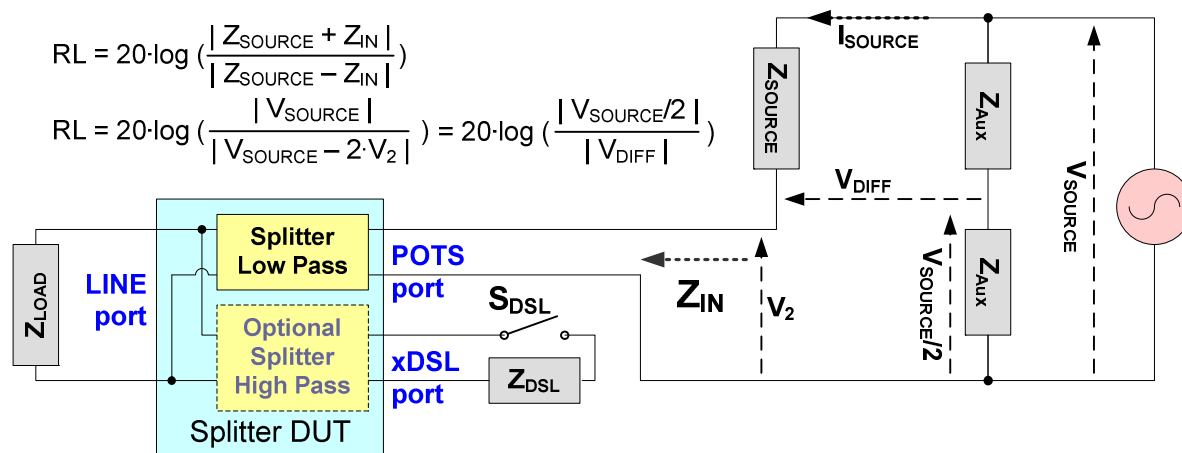 RL = 20·log ( | Z_SOURCE + Z_IN | / | Z_SOURCE − Z_IN | )
RL = 20·log ( | V_SOURCE | / | V_SOURCE − 2·V_2 | ) = 20·log ( | V_SOURCE/2 | / | V_DIFF | )
I_SOURCE
Z_SOURCE
Z_Aux
V_DIFF
V_SOURCE
Z_LOAD
LINE
port
Splitter
Low Pass
POTS
port
Z_IN
V_2
V_SOURCE/2
Z_Aux
Optional
Splitter
High Pass
S_DSL
xDSL
port
Z_DSL
Splitter DUT